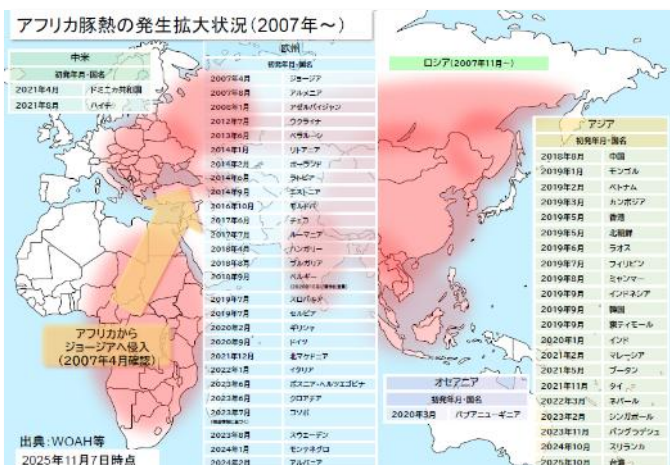 アフリカ豚熱の発生拡大状況(2007年～)
中米
初発年月・国名
2021年4月 ドミニカ共和国
2021年8月 ハイチ
欧州
初発年月・国名
2007年4月 ジョージア
2007年8月 アルメニア
2008年1月 アゼルバイジャン
2012年7月 ウクライナ
2013年6月 ベラルーシ
2014年1月 リトアニア
2014年2月 ポーランド
2014年6月 ラトビア
2014年9月 エストニア
2016年10月 モルドバ
2017年6月 チェコ
2017年7月 ルーマニア
2018年4月 ハンガリー
2018年8月 ブルガリア
2018年9月 ベルギー
2019年7月 スロバキア
2019年7月 セルビア
2020年2月 ギリシャ
2020年9月 ドイツ
2021年12月 北マケドニア
2022年1月 イタリア
2023年6月 ボスニア・ヘルツエゴビナ
2023年6月 クロアチア
2023年7月 コソボ
2023年8月 スウェーデン
2024年1月 モンテネグロ
2024年2月 アルバニア
ロシア(2007年11月～)
アジア
初発年月・国名
2018年8月 中国
2019年1月 モンゴル
2019年2月 ベトナム
2019年3月 カンボジア
2019年5月 香港
2019年5月 北朝鮮
2019年6月 ラオス
2019年7月 フィリピン
2019年8月 ミャンマー
2019年9月 インドネシア
2019年9月 韓国
2019年9月 東ティモール
2020年1月 インド
2021年2月 マレーシア
2021年5月 ブータン
2021年11月 タイ
2022年3月 ネパール
2023年2月 シンガポール
2023年11月 バングラデシュ
2024年10月 スリランカ
2025年10月 台湾
オセアニア
初発年月・国名
2020年3月 パプアニューギニア
アフリカから
ジョージアへ侵入
(2007年4月確認)
出典:WOAH等
2025年11月7日時点